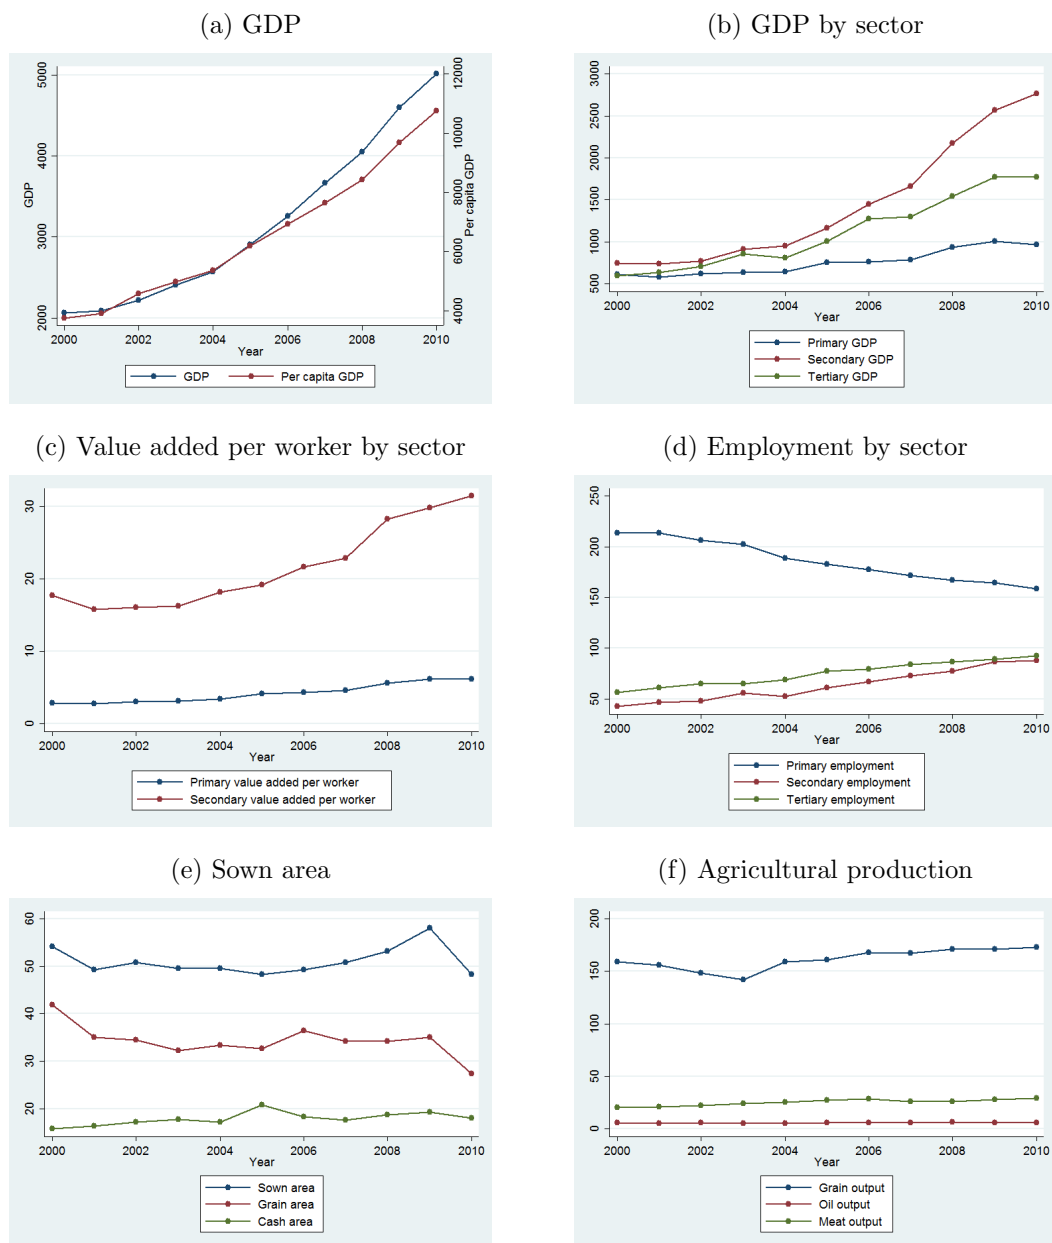 (a) GDP
(b) GDP by sector
5000
4000
3000
2000
GDP
12000
10000
8000
6000
4000
Per capita GDP
2000 2002 2004 2006 2008 2010
Year
GDP Per capita GDP
3000
2500
2000
1500
1000
500
2000 2002 2004 2006 2008 2010
Year
Primary GDP
Secondary GDP
Tertiary GDP
(c) Value added per worker by sector
(d) Employment by sector
30
20
10
0
2000 2002 2004 2006 2008 2010
Year
Primary value added per worker
Secondary value added per worker
250
200
150
100
50
2000 2002 2004 2006 2008 2010
Year
Primary employment
Secondary employment
Tertiary employment
(e) Sown area
(f) Agricultural production
60
50
40
30
20
2000 2002 2004 2006 2008 2010
Year
Sown area
Grain area
Cash area
200
150
100
50
0
2000 2002 2004 2006 2008 2010
Year
Grain output
Oil output
Meat output